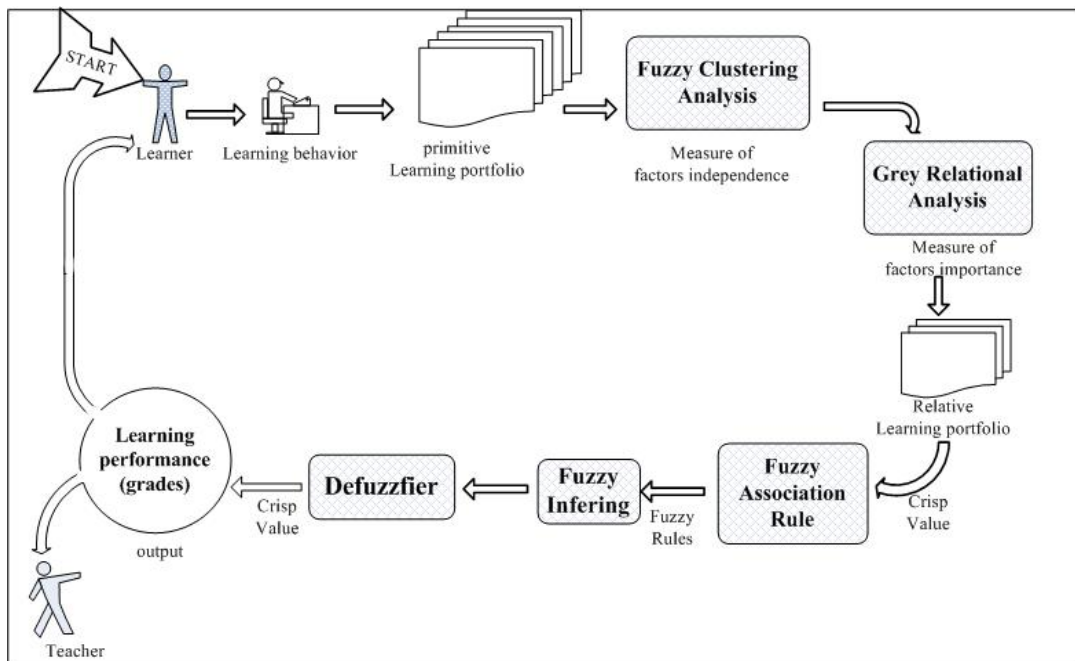 START
Learner
Learning behavior
primitive
Learning portfolio
Fuzzy Clustering
Analysis
Measure of
factors independence
Grey Relational
Analysis
Measure of
factors importance
Relative
Learning portfolio
Crisp
Value
Fuzzy
Association
Rule
Fuzzy
Rules
Fuzzy
Infering
Defuzzfier
Crisp
Value
Learning
performance
(grades)
output
Teacher